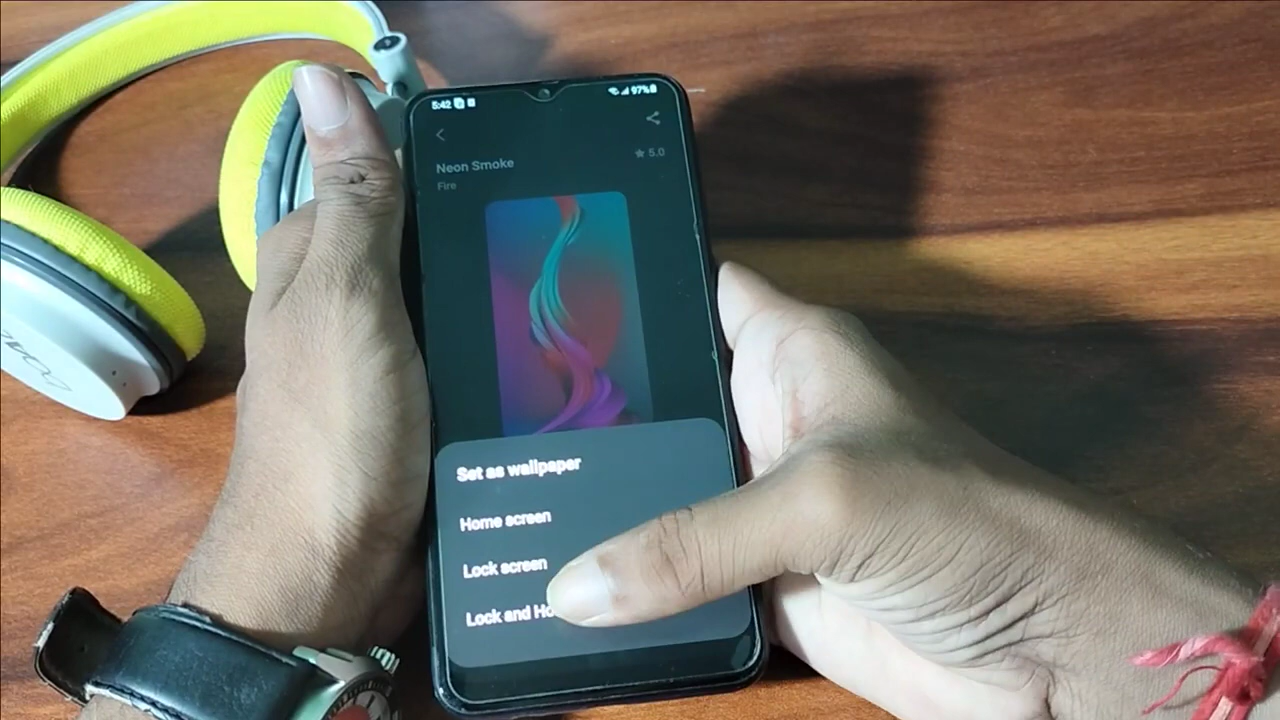 5:42
97%
Neon Smoke
5.0
Fire
Set as wallpaper
Home screen
Lock screen
Lock and Ho